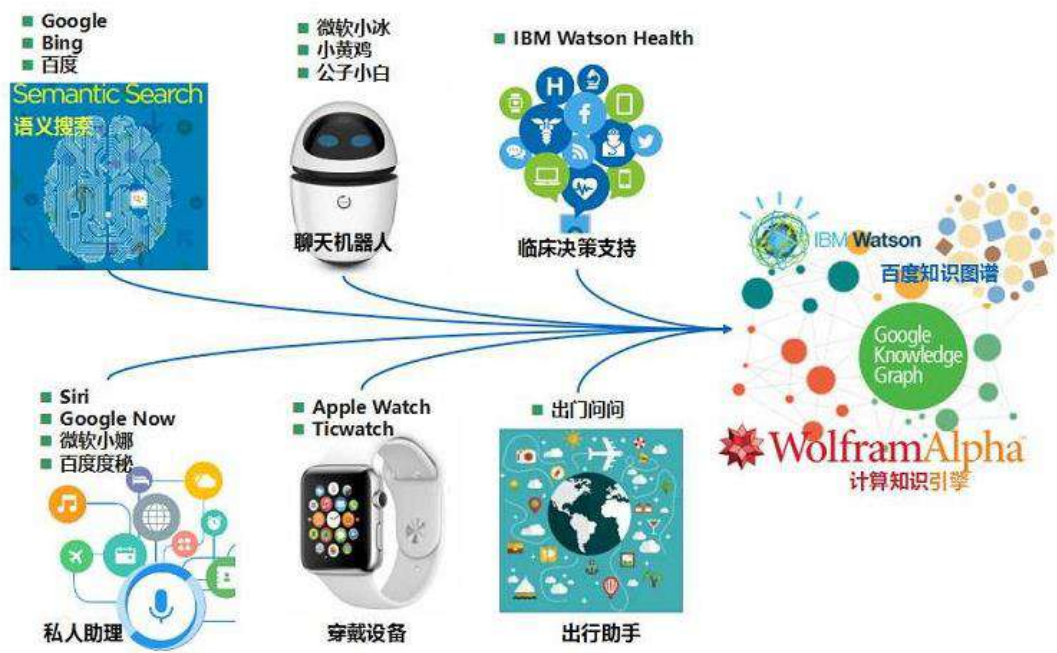 Google
Bing
百度
Semantic Search
语义搜索
微软小冰
小黄鸡
公子小白
聊天机器人
IBM Watson Health
H
临床决策支持
IBM Watson
百度知识图谱
Google
Knowledge
Graph
WolframAlpha
计算知识引擎
Siri
Google Now
微软小娜
百度度秘
私人助理
Apple Watch
Ticwatch
穿戴设备
出门问问
出行助手